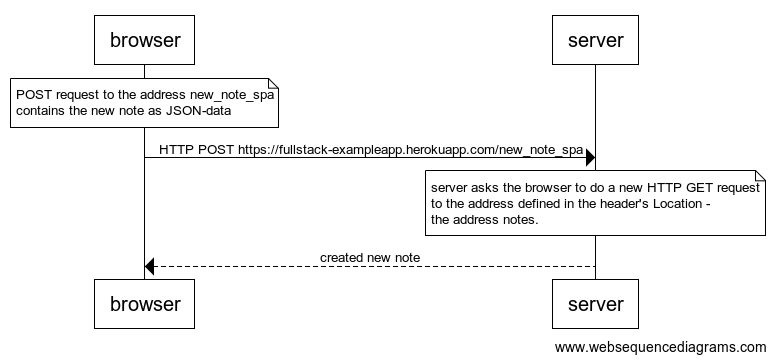 browser
server
POST request to the address new_note_spa
contains the new note as JSON-data
HTTP POST https://fullstack-exampleapp.herokuapp.com/new_note_spa
server asks the browser to do a new HTTP GET request
to the address defined in the header's Location -
the address notes.
created new note
browser
server
www.websequencediagrams.com